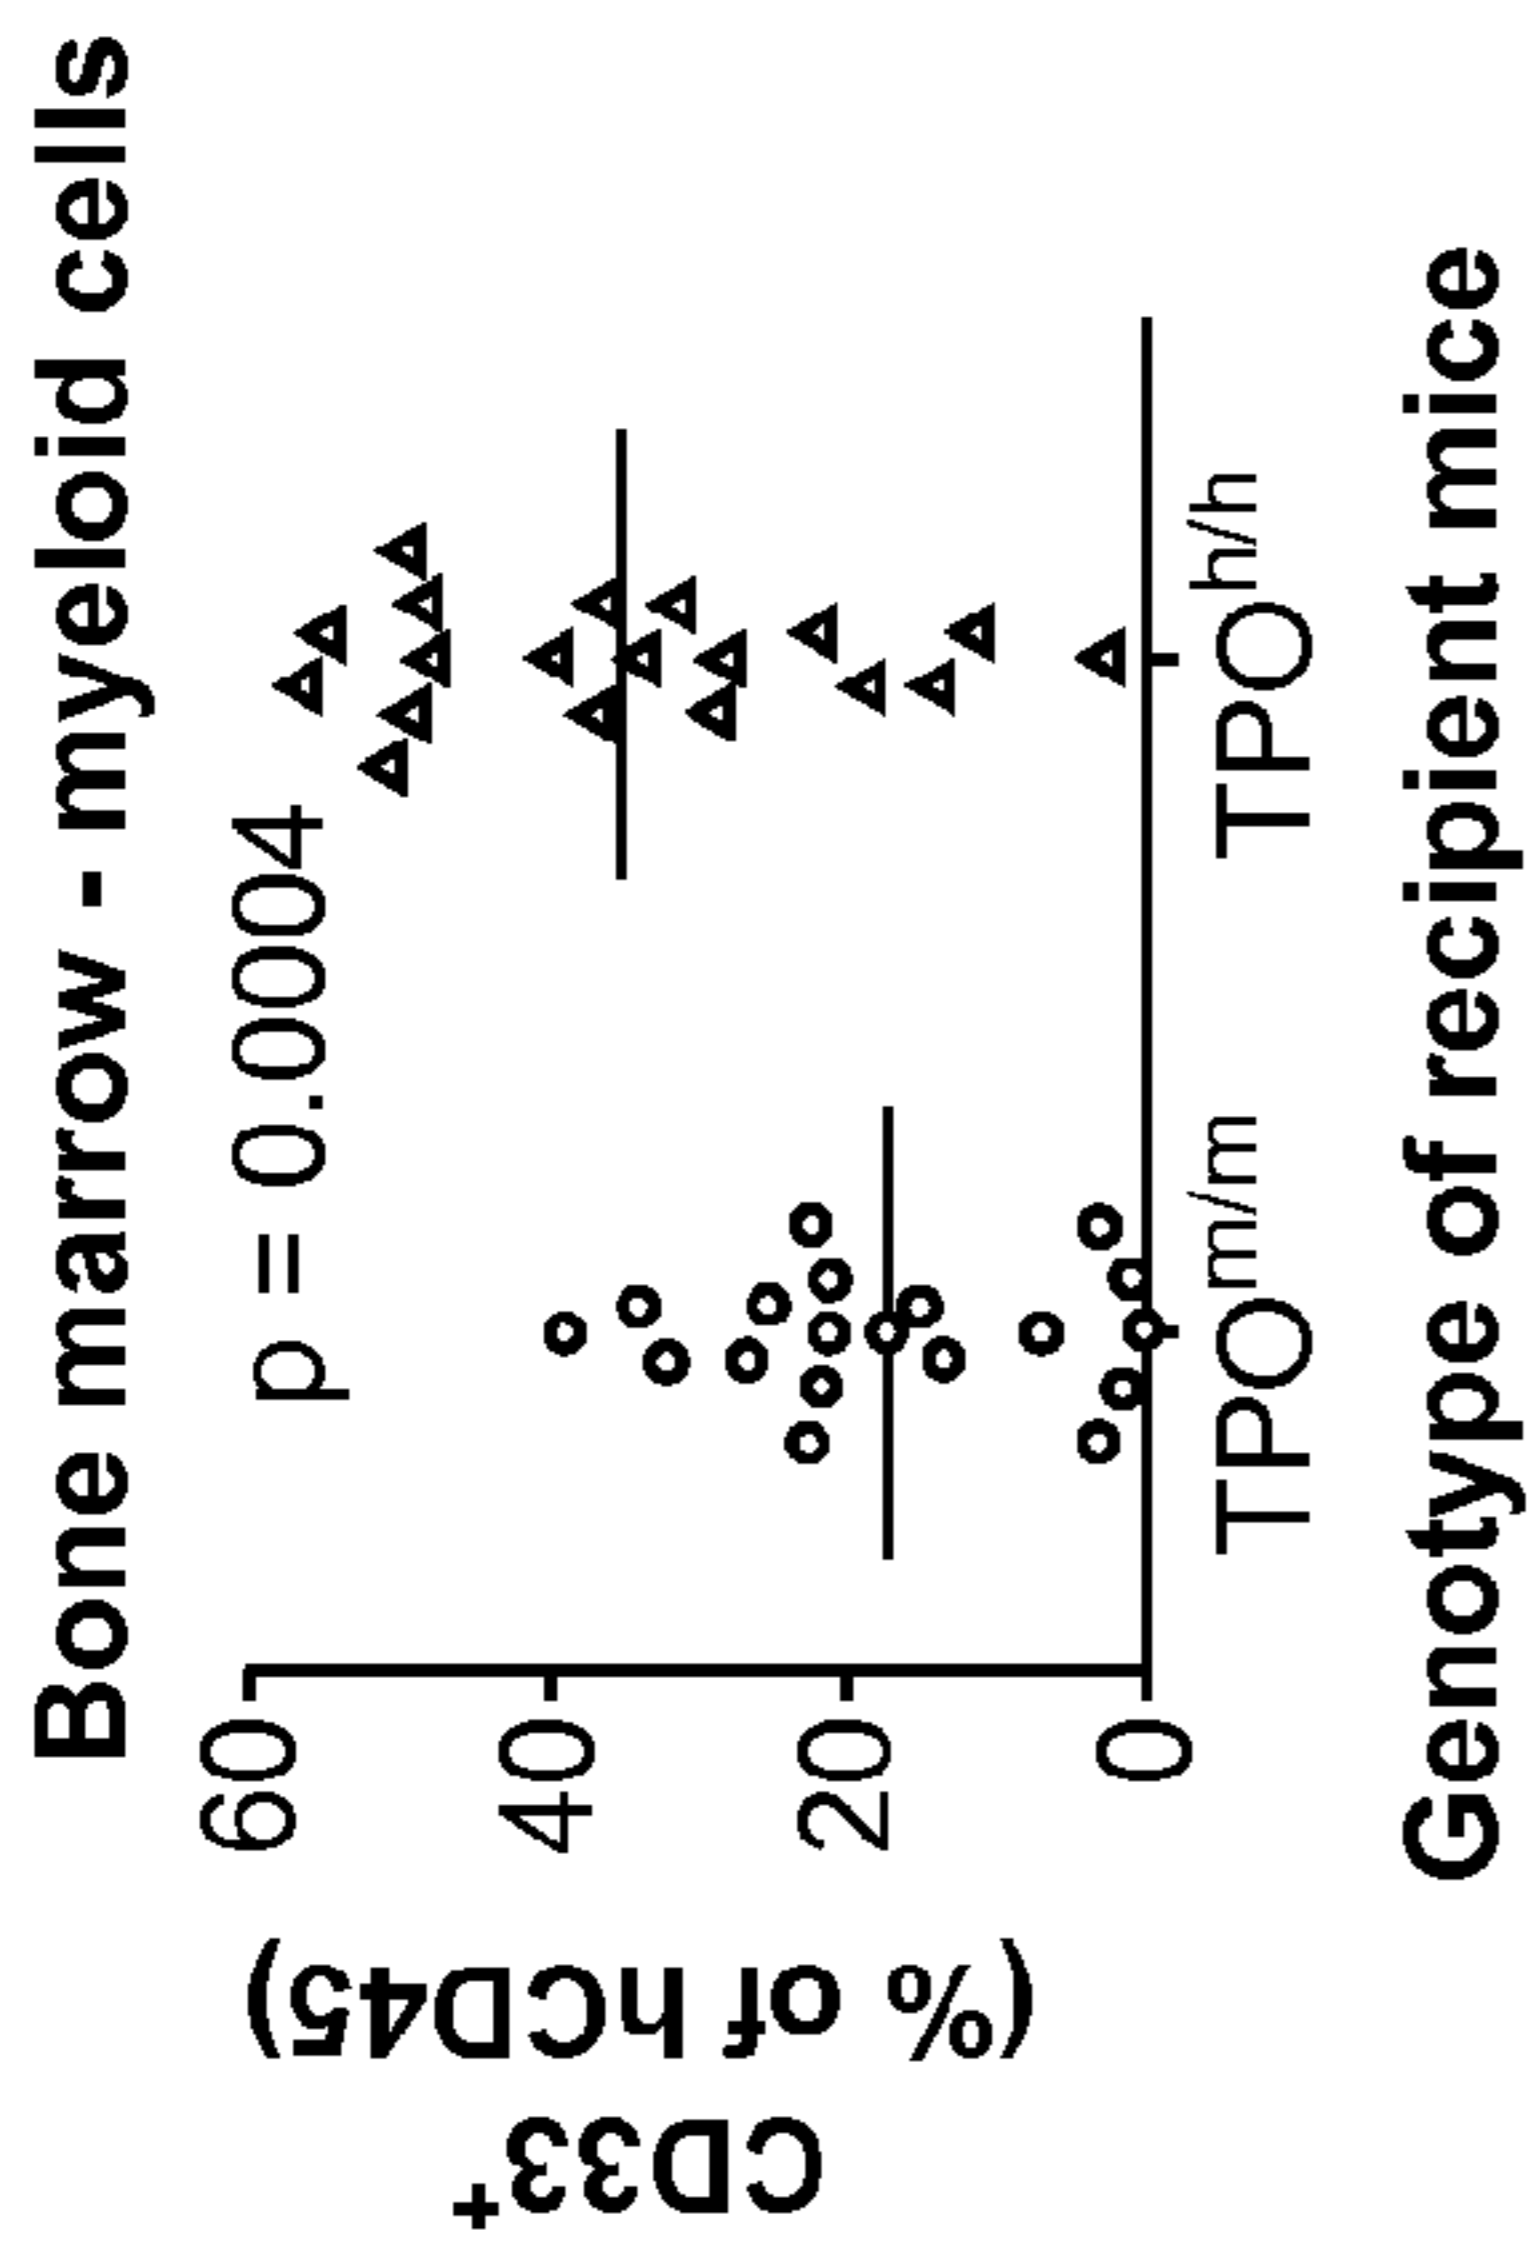 Bone marrow - myeloid cells
p = 0.0004
CD33⁺
(% of hCD45)
60
40
20
0
TPOᵐ/ᵐ TPOʰ/ʰ
Genotype of recipient mice